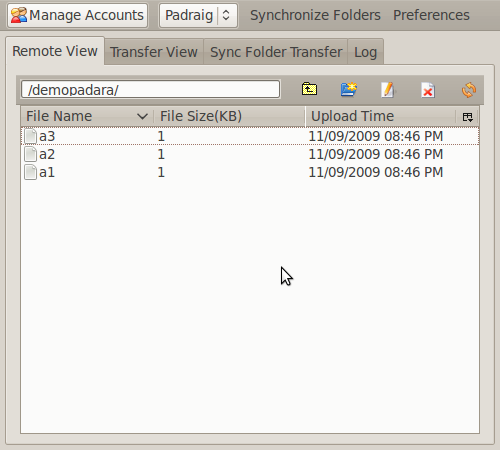 Manage Accounts Padraig Synchronize Folders Preferences
Remote View Transfer View Sync Folder Transfer Log
/demopadara/
File Name File Size(KB) Upload Time
a3 1 11/09/2009 08:46 PM
a2 1 11/09/2009 08:46 PM
a1 1 11/09/2009 08:46 PM